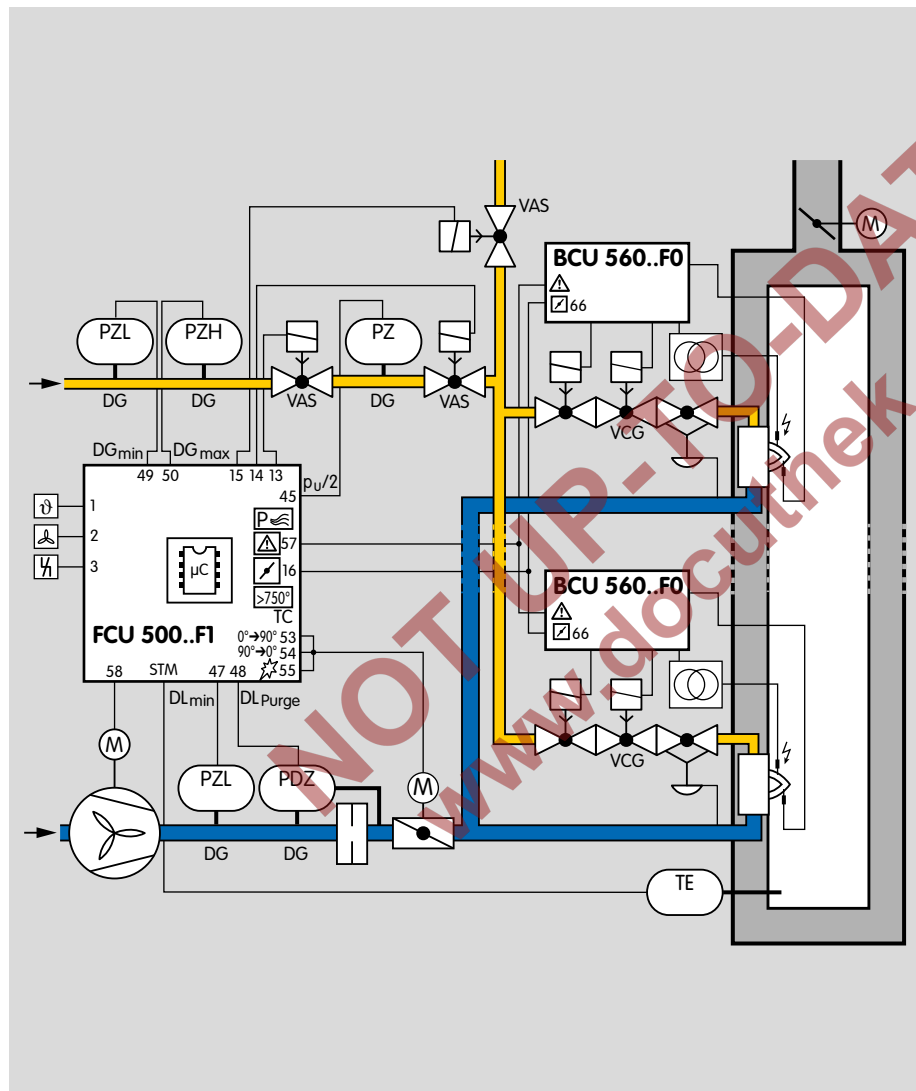 VAS
M
BCU 560..F0
66
PZL
PZH
PZ
DG
DG
VAS
DG
VAS
VCG
DGmin
DGmax
49 50
15 14 13
pu/2
45
1
2
3
P
57
16
µC
>750°
TC
FCU 500..F1
0°→90° 53
90°→0° 54
55
58 STM 47 48
DLmin
DLPurge
BCU 560..F0
66
VCG
M
PZL
PDZ
M
DG
DG
TE
NOT UP-TO-DAT
www.docuthek